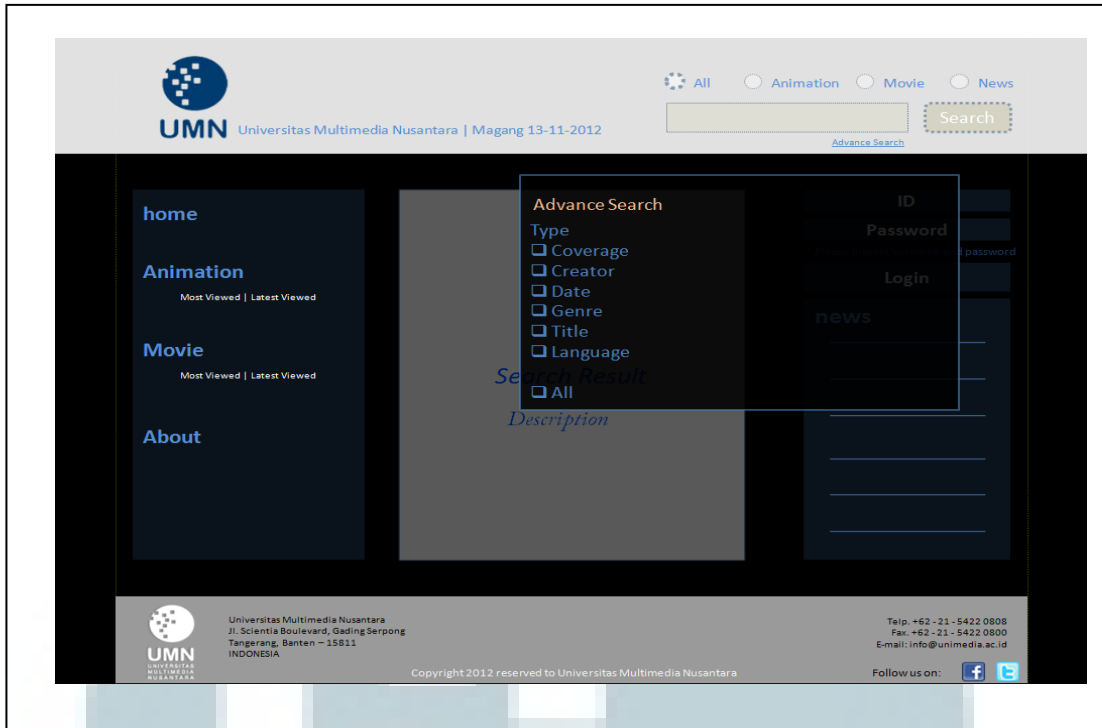 All Animation Movie News
UMN Universitas Multimedia Nusantara | Magang 13-11-2012
Search
Advance Search
home
Animation
Most Viewed | Latest Viewed
Movie
Most Viewed | Latest Viewed
About
Search Result
Description
Advance Search
Type
❑ Coverage
❑ Creator
❑ Date
❑ Genre
❑ Title
❑ Language
❑ All
ID
Password
password
Login
news
UMN
UNIVERSITAS
MULTIMEDIA
NUSANTARA
Universitas Multimedia Nusantara
Jl. Scientia Boulevard, Gading Serpong
Tangerang, Banten – 15811
INDONESIA
Copyright 2012 reserved to Universitas Multimedia Nusantara
Telp. +62 - 21 - 5422 0808
Fax. +62 - 21 - 5422 0800
E-mail: info@unimedia.ac.id
Follow us on: